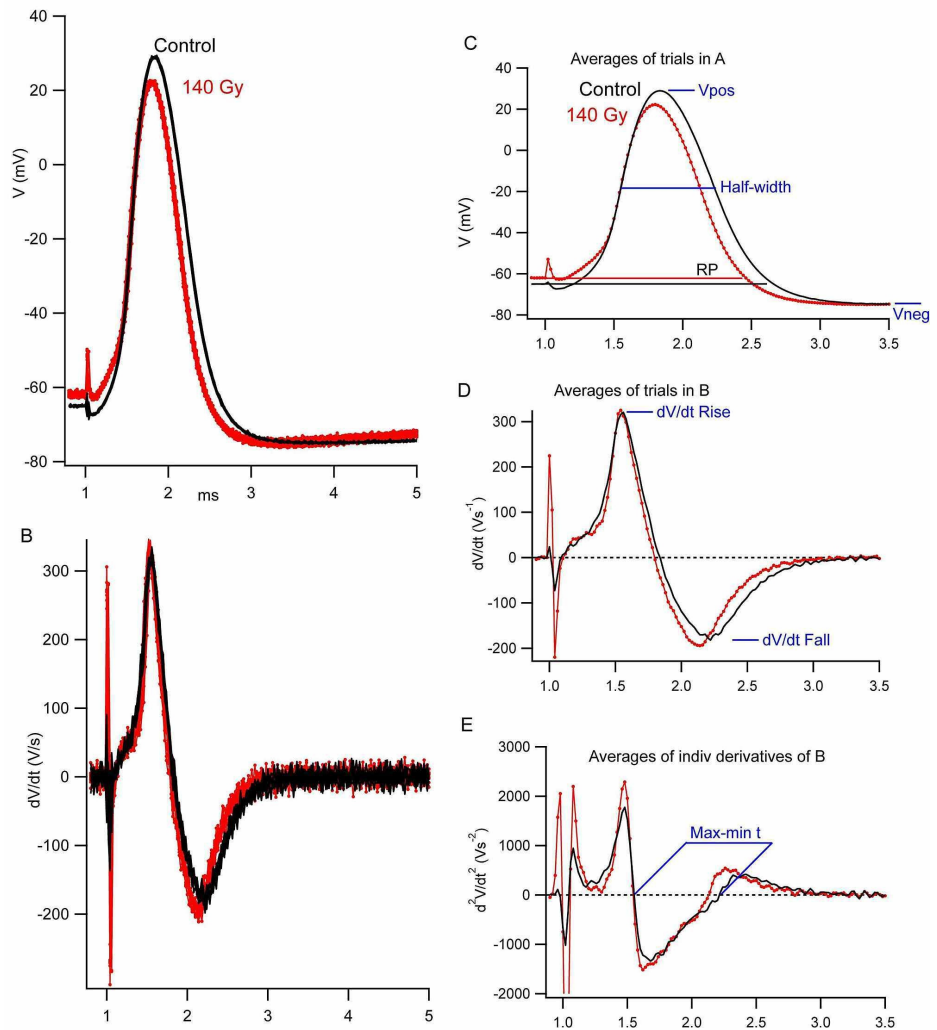 40
20
0
-20
-40
-60
-80
V (mV)
Control
140 Gy
1
2
ms
3
4
5
B
300
200
100
0
-100
-200
dV/dt (V/s)
1
2
3
4
5
C
Averages of trials in A
40
20
0
-20
-40
-60
-80
V (mV)
Control
140 Gy
Vpos
Half-width
RP
Vneg
1.0
1.5
2.0
2.5
3.0
3.5
D
Averages of trials in B
300
200
100
0
-100
-200
dV/dt (Vs⁻¹)
dV/dt Rise
dV/dt Fall
1.0
1.5
2.0
2.5
3.0
3.5
E
Averages of indiv derivatives of B
3000
2000
1000
0
-1000
-2000
d²V/dt² (Vs⁻²)
Max-min t
1.0
1.5
2.0
2.5
3.0
3.5